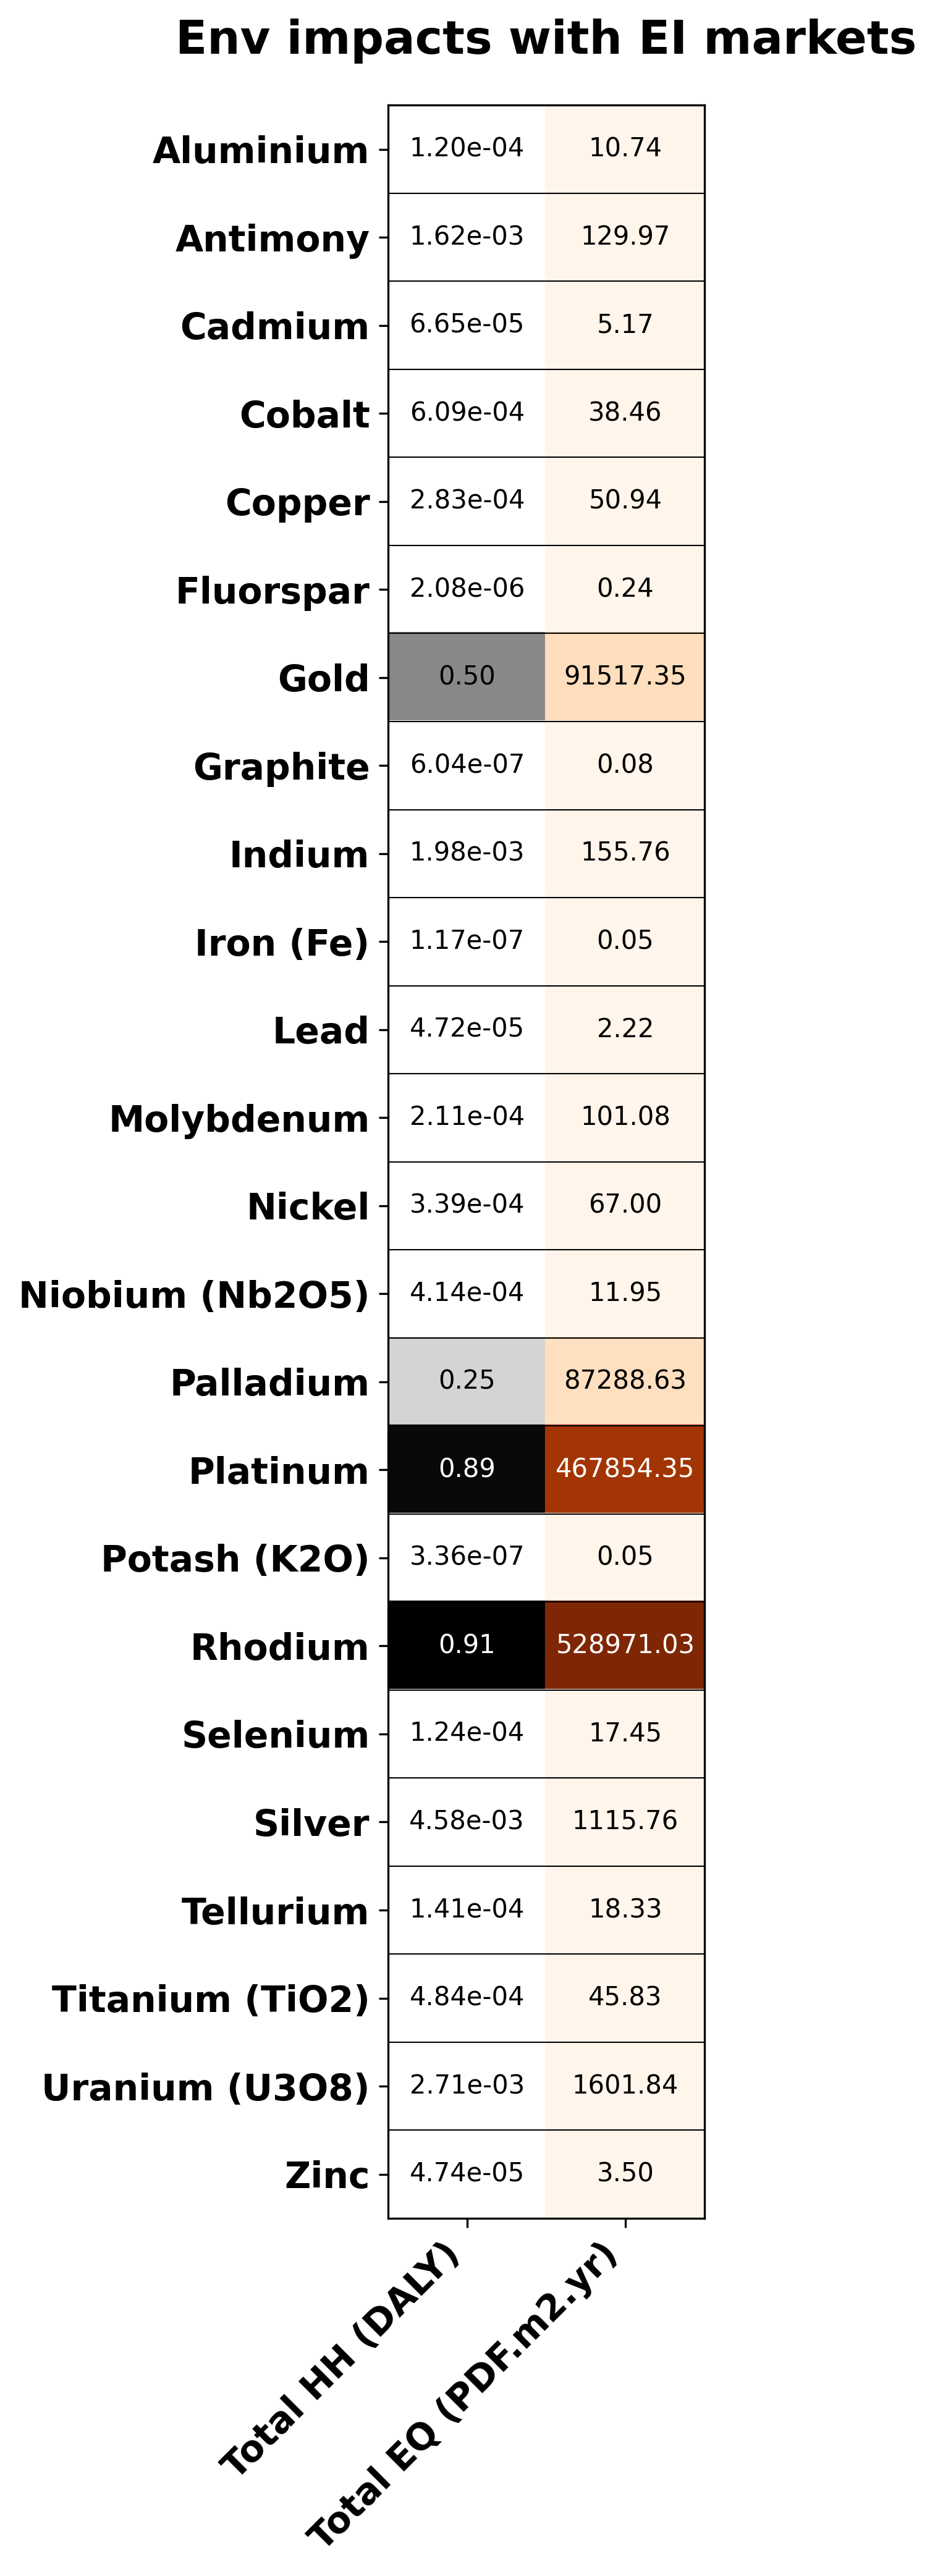 Env impacts with EI markets
Aluminium 1.20e-04 10.74
Antimony 1.62e-03 129.97
Cadmium 6.65e-05 5.17
Cobalt 6.09e-04 38.46
Copper 2.83e-04 50.94
Fluorspar 2.08e-06 0.24
Gold 0.50 91517.35
Graphite 6.04e-07 0.08
Indium 1.98e-03 155.76
Iron (Fe) 1.17e-07 0.05
Lead 4.72e-05 2.22
Molybdenum 2.11e-04 101.08
Nickel 3.39e-04 67.00
Niobium (Nb2O5) 4.14e-04 11.95
Palladium 0.25 87288.63
Platinum 0.89 467854.35
Potash (K2O) 3.36e-07 0.05
Rhodium 0.91 528971.03
Selenium 1.24e-04 17.45
Silver 4.58e-03 1115.76
Tellurium 1.41e-04 18.33
Titanium (TiO2) 4.84e-04 45.83
Uranium (U3O8) 2.71e-03 1601.84
Zinc 4.74e-05 3.50
Total HH (DALY)
Total EQ (PDF.m2.yr)